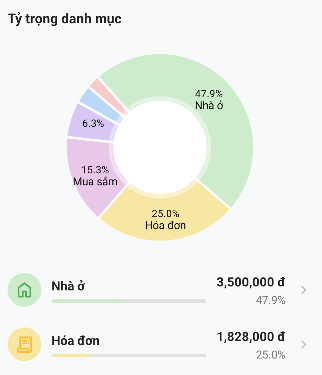 Tỷ trọng danh mục
47.9%
Nhà ở
6.3%
15.3%
Mua sắm
25.0%
Hóa đơn
Nhà ở
3,500,000 đ
47.9%
Hóa đơn
1,828,000 đ
25.0%